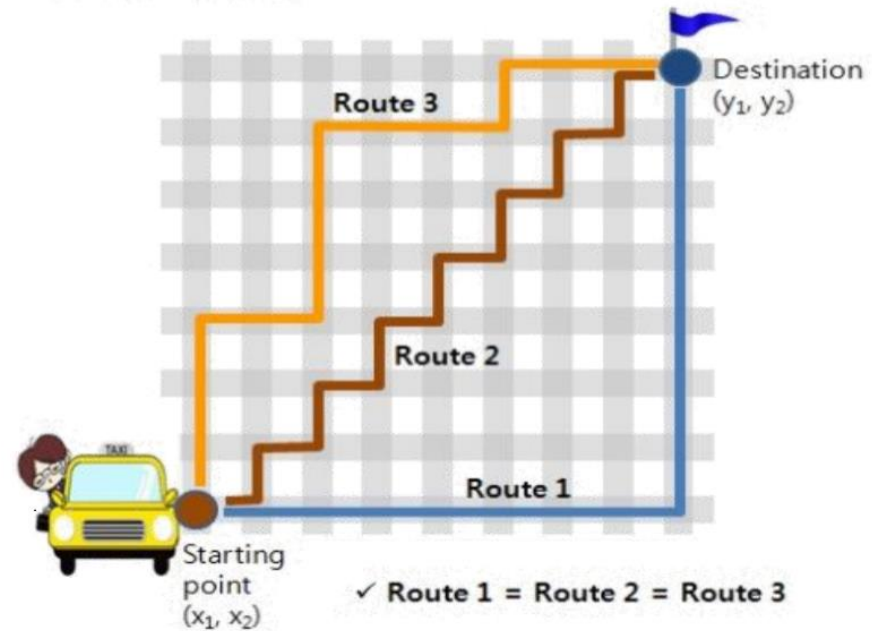 Destination
(y₁, y₂)
Route 3
Route 2
TAXI
Route 1
Starting
point
(x₁, x₂)
✓ Route 1 = Route 2 = Route 3